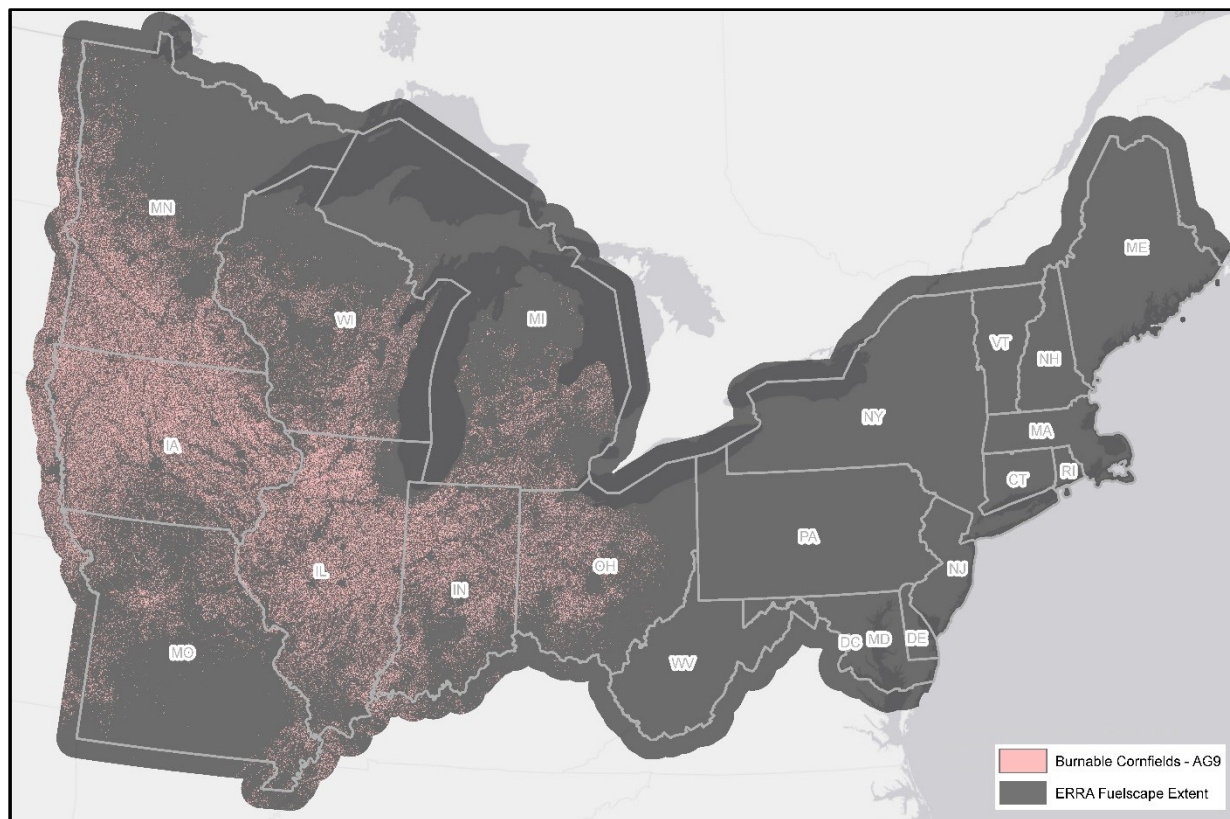 MN
ME
WI
MI
VT
NH
NY
MA
IA
CT
RI
PA
IL
OH
IN
NJ
DC
MD
DE
MO
WV
Burnable Cornfields - AG9
ERRA Fuelscape Extent